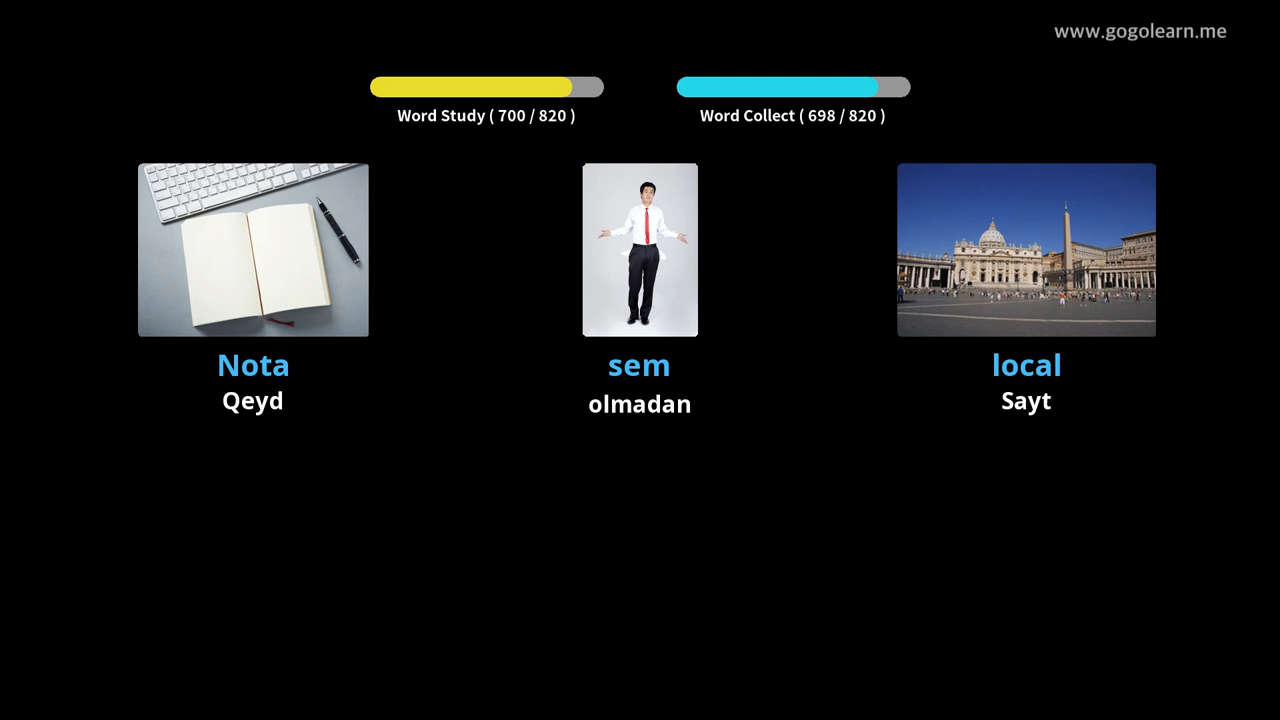 www.gogolearn.me
Word Study ( 700 / 820 )
Word Collect ( 698 / 820 )
Nota
Qeyd
sem
olmadan
local
Sayt